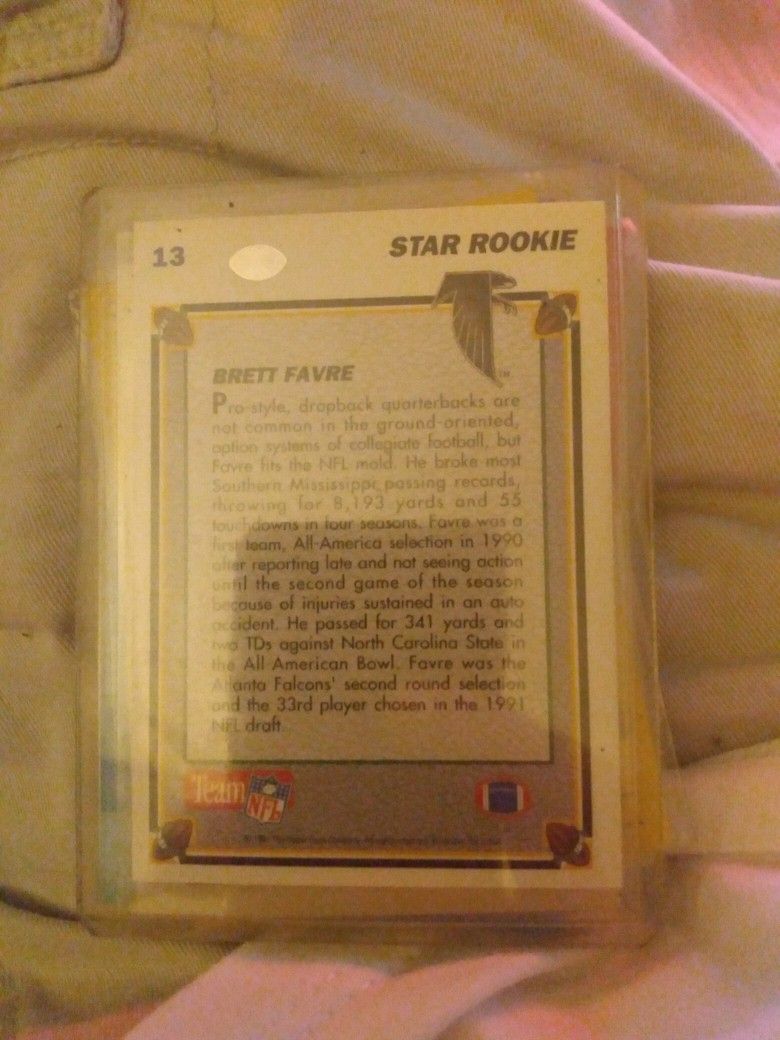 13
STAR ROOKIE
TM
BRETT FAVRE
Pro-style, dropback quarterbacks are
not common in the ground-oriented,
option systems of collegiate football, but
Favre fits the NFL mold. He broke most
Southern Mississippi passing records,
throwing for 8,193 yards and 55
touchdowns in four seasons. Favre was a
first team, All-America selection in 1990
after reporting late and not seeing action
until the second game of the season
because of injuries sustained in an auto
accident. He passed for 341 yards and
two TDs against North Carolina State in
the All American Bowl. Favre was the
Atlanta Falcons' second round selection
and the 33rd player chosen in the 1991
NFL draft.
Team NFL